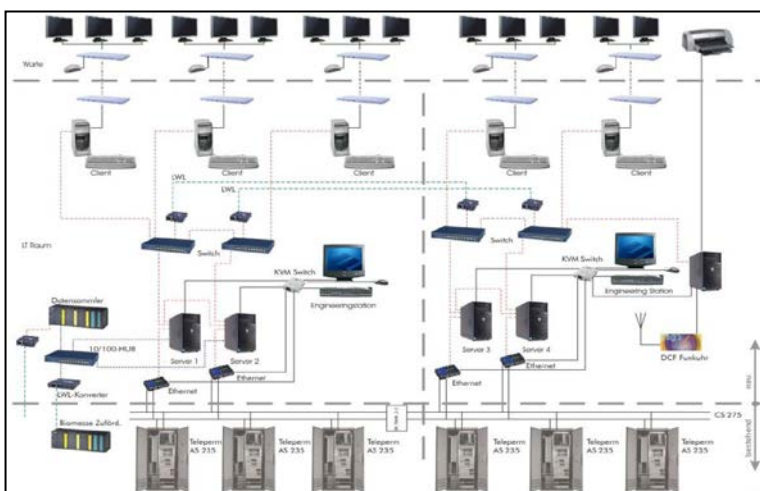 Warte
Client
Client
Client
Client
Client
LWL
LWL
LT Raum
Switch
Switch
KVM Switch
KVM Switch
Engineeringstation
Engineering Station
Datensammler
10/100-HUB
Server 1
Server 2
Server 3
Server 4
DCF Funkuhr
Ethernet
Ethernet
Ethernet
Ethernet
LWL-Konverter
neu
CS 275
Biomasse Zuförd.
bestehend
Teleperm
AS 235
Teleperm
AS 235
Teleperm
AS 235
Teleperm
AS 235
Teleperm
AS 235
Teleperm
AS 235